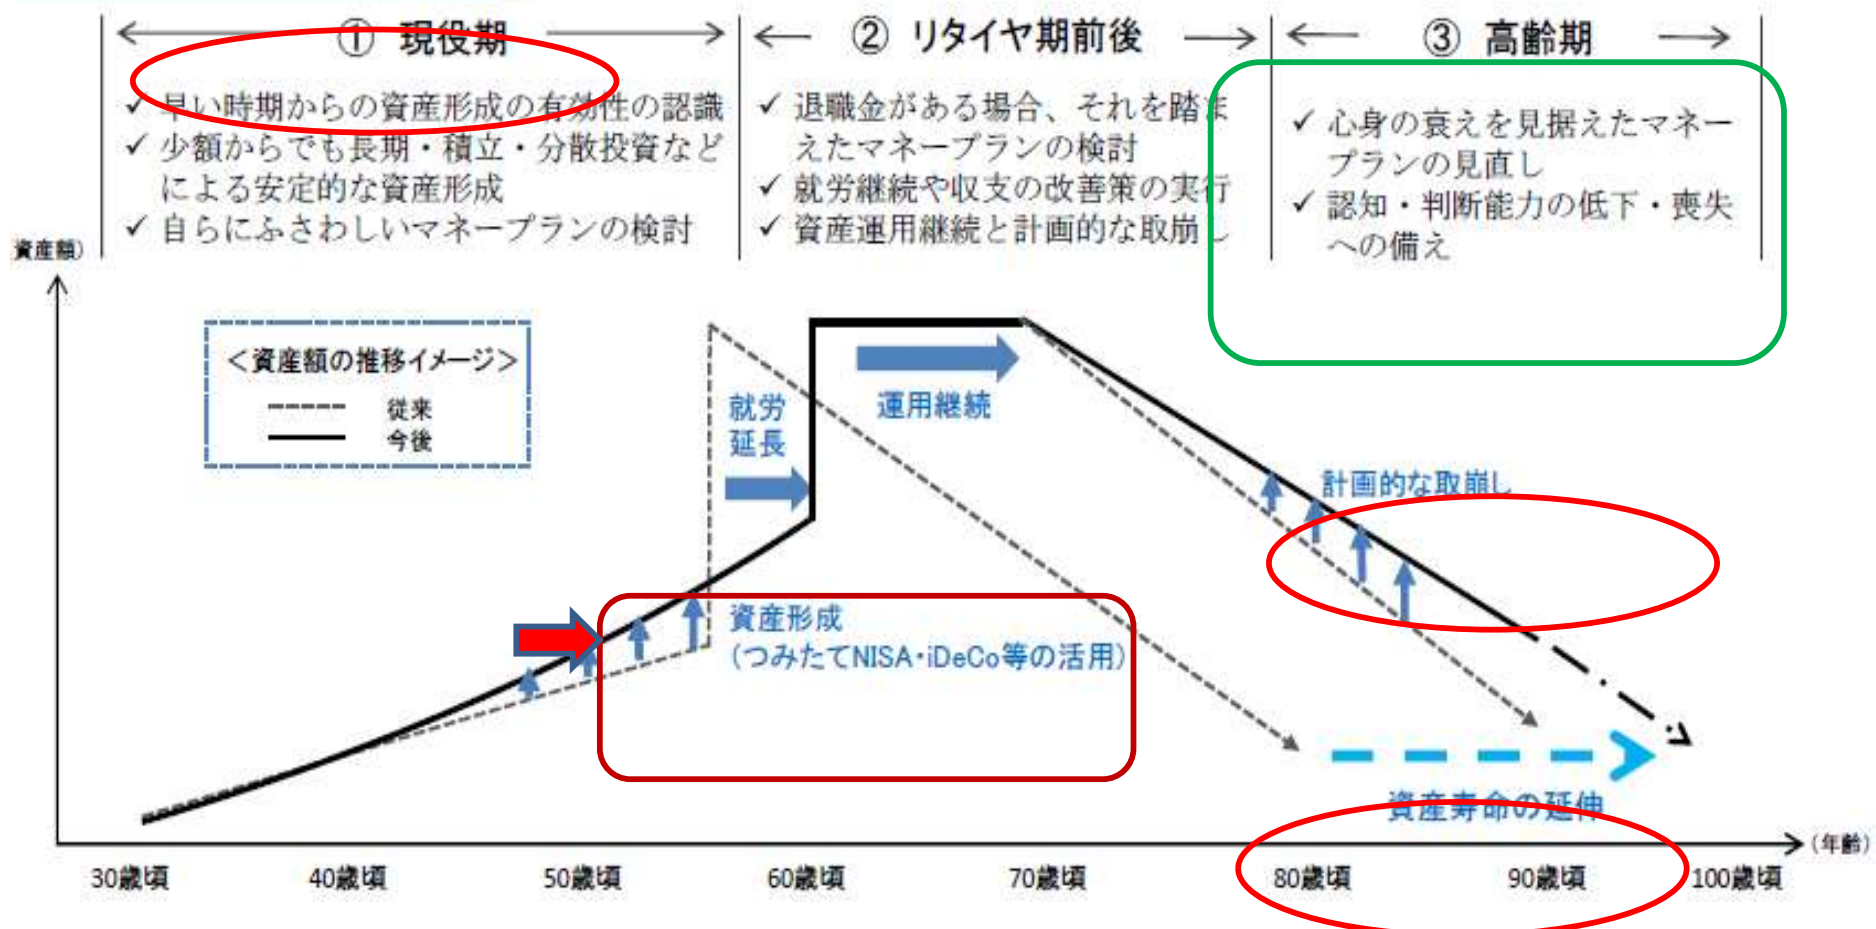 ① 現役期
✓ 早い時期からの資産形成の有効性の認識
✓ 少額からでも長期・積立・分散投資など
による安定的な資産形成
✓ 自らにふさわしいマネープランの検討
② リタイヤ期前後
✓ 退職金がある場合、それを踏ま
えたマネープランの検討
✓ 就労継続や収支の改善策の実行
✓ 資産運用継続と計画的な取崩し
③ 高齢期
✓ 心身の衰えを見据えたマネー
プランの見直し
✓ 認知・判断能力の低下・喪失
への備え
資産額)
<資産額の推移イメージ>
従来
今後
就労
延長
運用継続
計画的な取崩し
資産形成
(つみたてNISA・iDeCo等の活用)
資産寿命の延伸
(年齢)
30歳頃
40歳頃
50歳頃
60歳頃
70歳頃
80歳頃
90歳頃
100歳頃